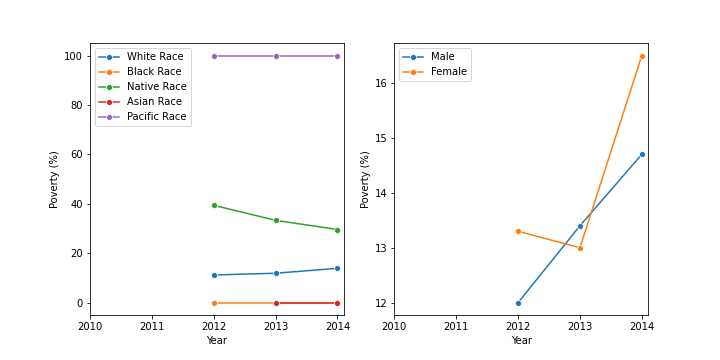 White Race
Black Race
Native Race
Asian Race
Pacific Race
100
80
60
40
20
0
Poverty (%)
2010 2011 2012 2013 2014
Year
Male
Female
16
15
14
13
12
Poverty (%)
2010 2011 2012 2013 2014
Year